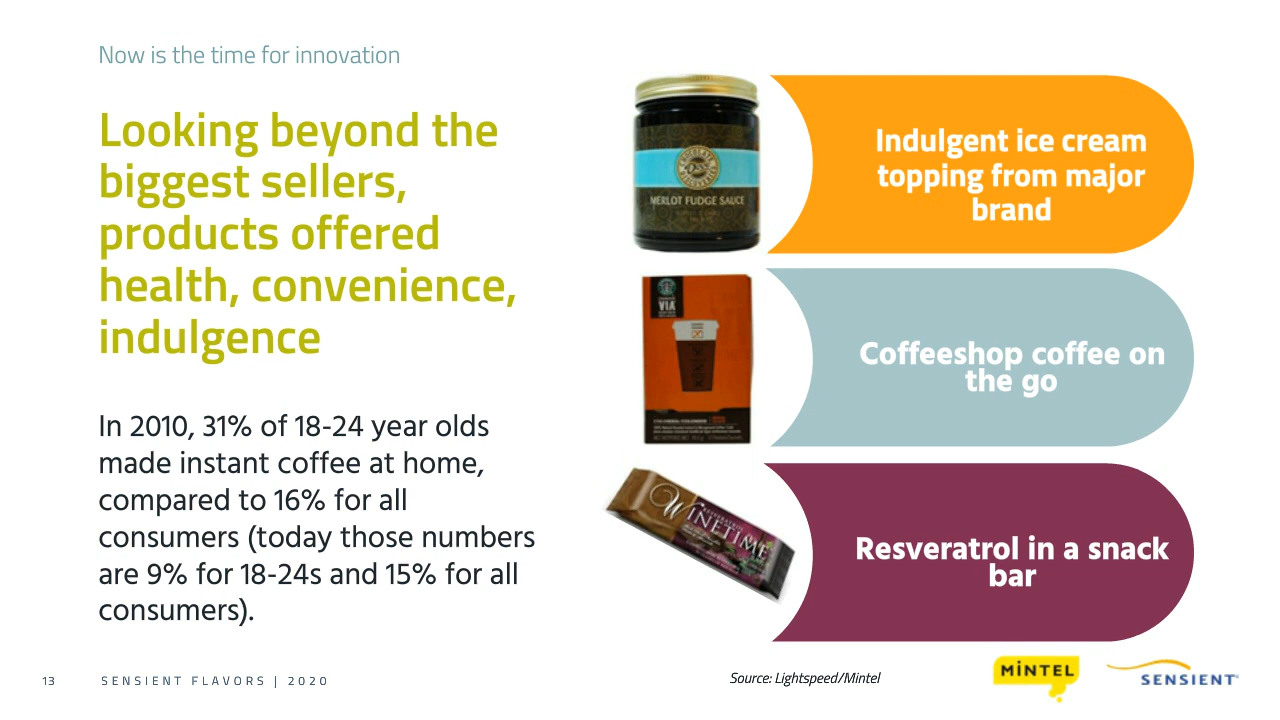 Now is the time for innovation
Looking beyond the
biggest sellers,
products offered
health, convenience,
indulgence
In 2010, 31% of 18-24 year olds
made instant coffee at home,
compared to 16% for all
consumers (today those numbers
are 9% for 18-24s and 15% for all
consumers).
MERLOT FUDGE SAUCE
Indulgent ice cream
topping from major
brand
VIA
Coffeeshop coffee on
the go
RESVERATROL
WINETIME
Resveratrol in a snack
bar
13
SENSIENT FLAVORS | 2020
Source: Lightspeed/Mintel
MiNTEL
SENSIENT